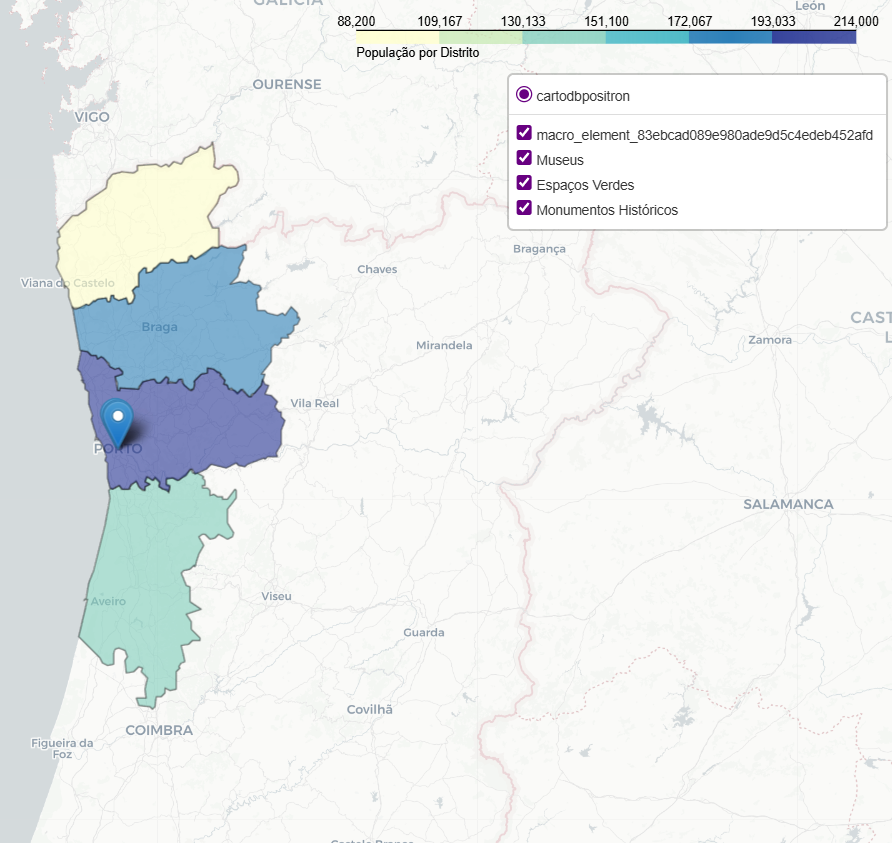 GALICIA
León
88,200 109,167 130,133 151,100 172,067 193,033 214,000
População por Distrito
OURENSE
VIGO
cartodbpositron
macro_element_83ebcad089e980ade9d5c4edeb452afd
Museus
Espaços Verdes
Monumentos Históricos
Bragança
Chaves
Viana do Castelo
Braga
Mirandela
Zamora
CAST
L
Vila Real
PORTO
SALAMANCA
Aveiro
Viseu
Guarda
Covilhã
COIMBRA
Figueira da
Foz
Castelo Branco